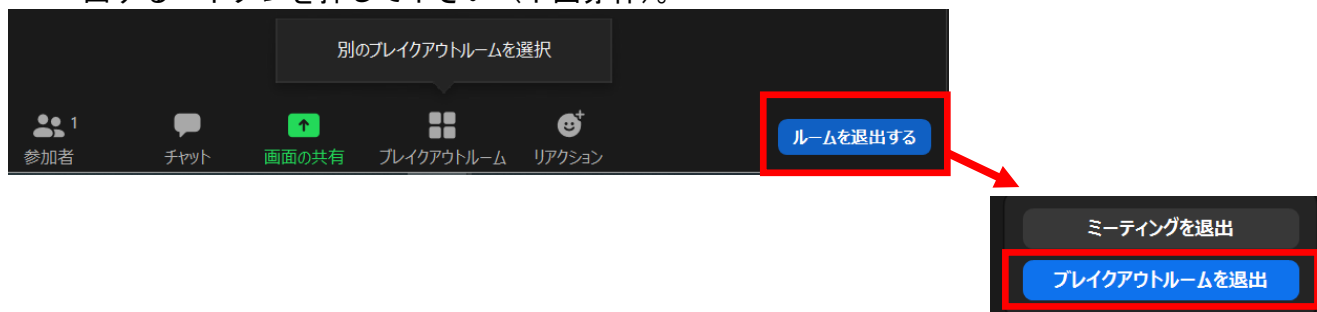 別のブレイクアウトルームを選択
1
参加者
チャット
画面の共有
ブレイクアウトルーム
リアクション
ルームを退出する
ミーティングを退出
ブレイクアウトルームを退出